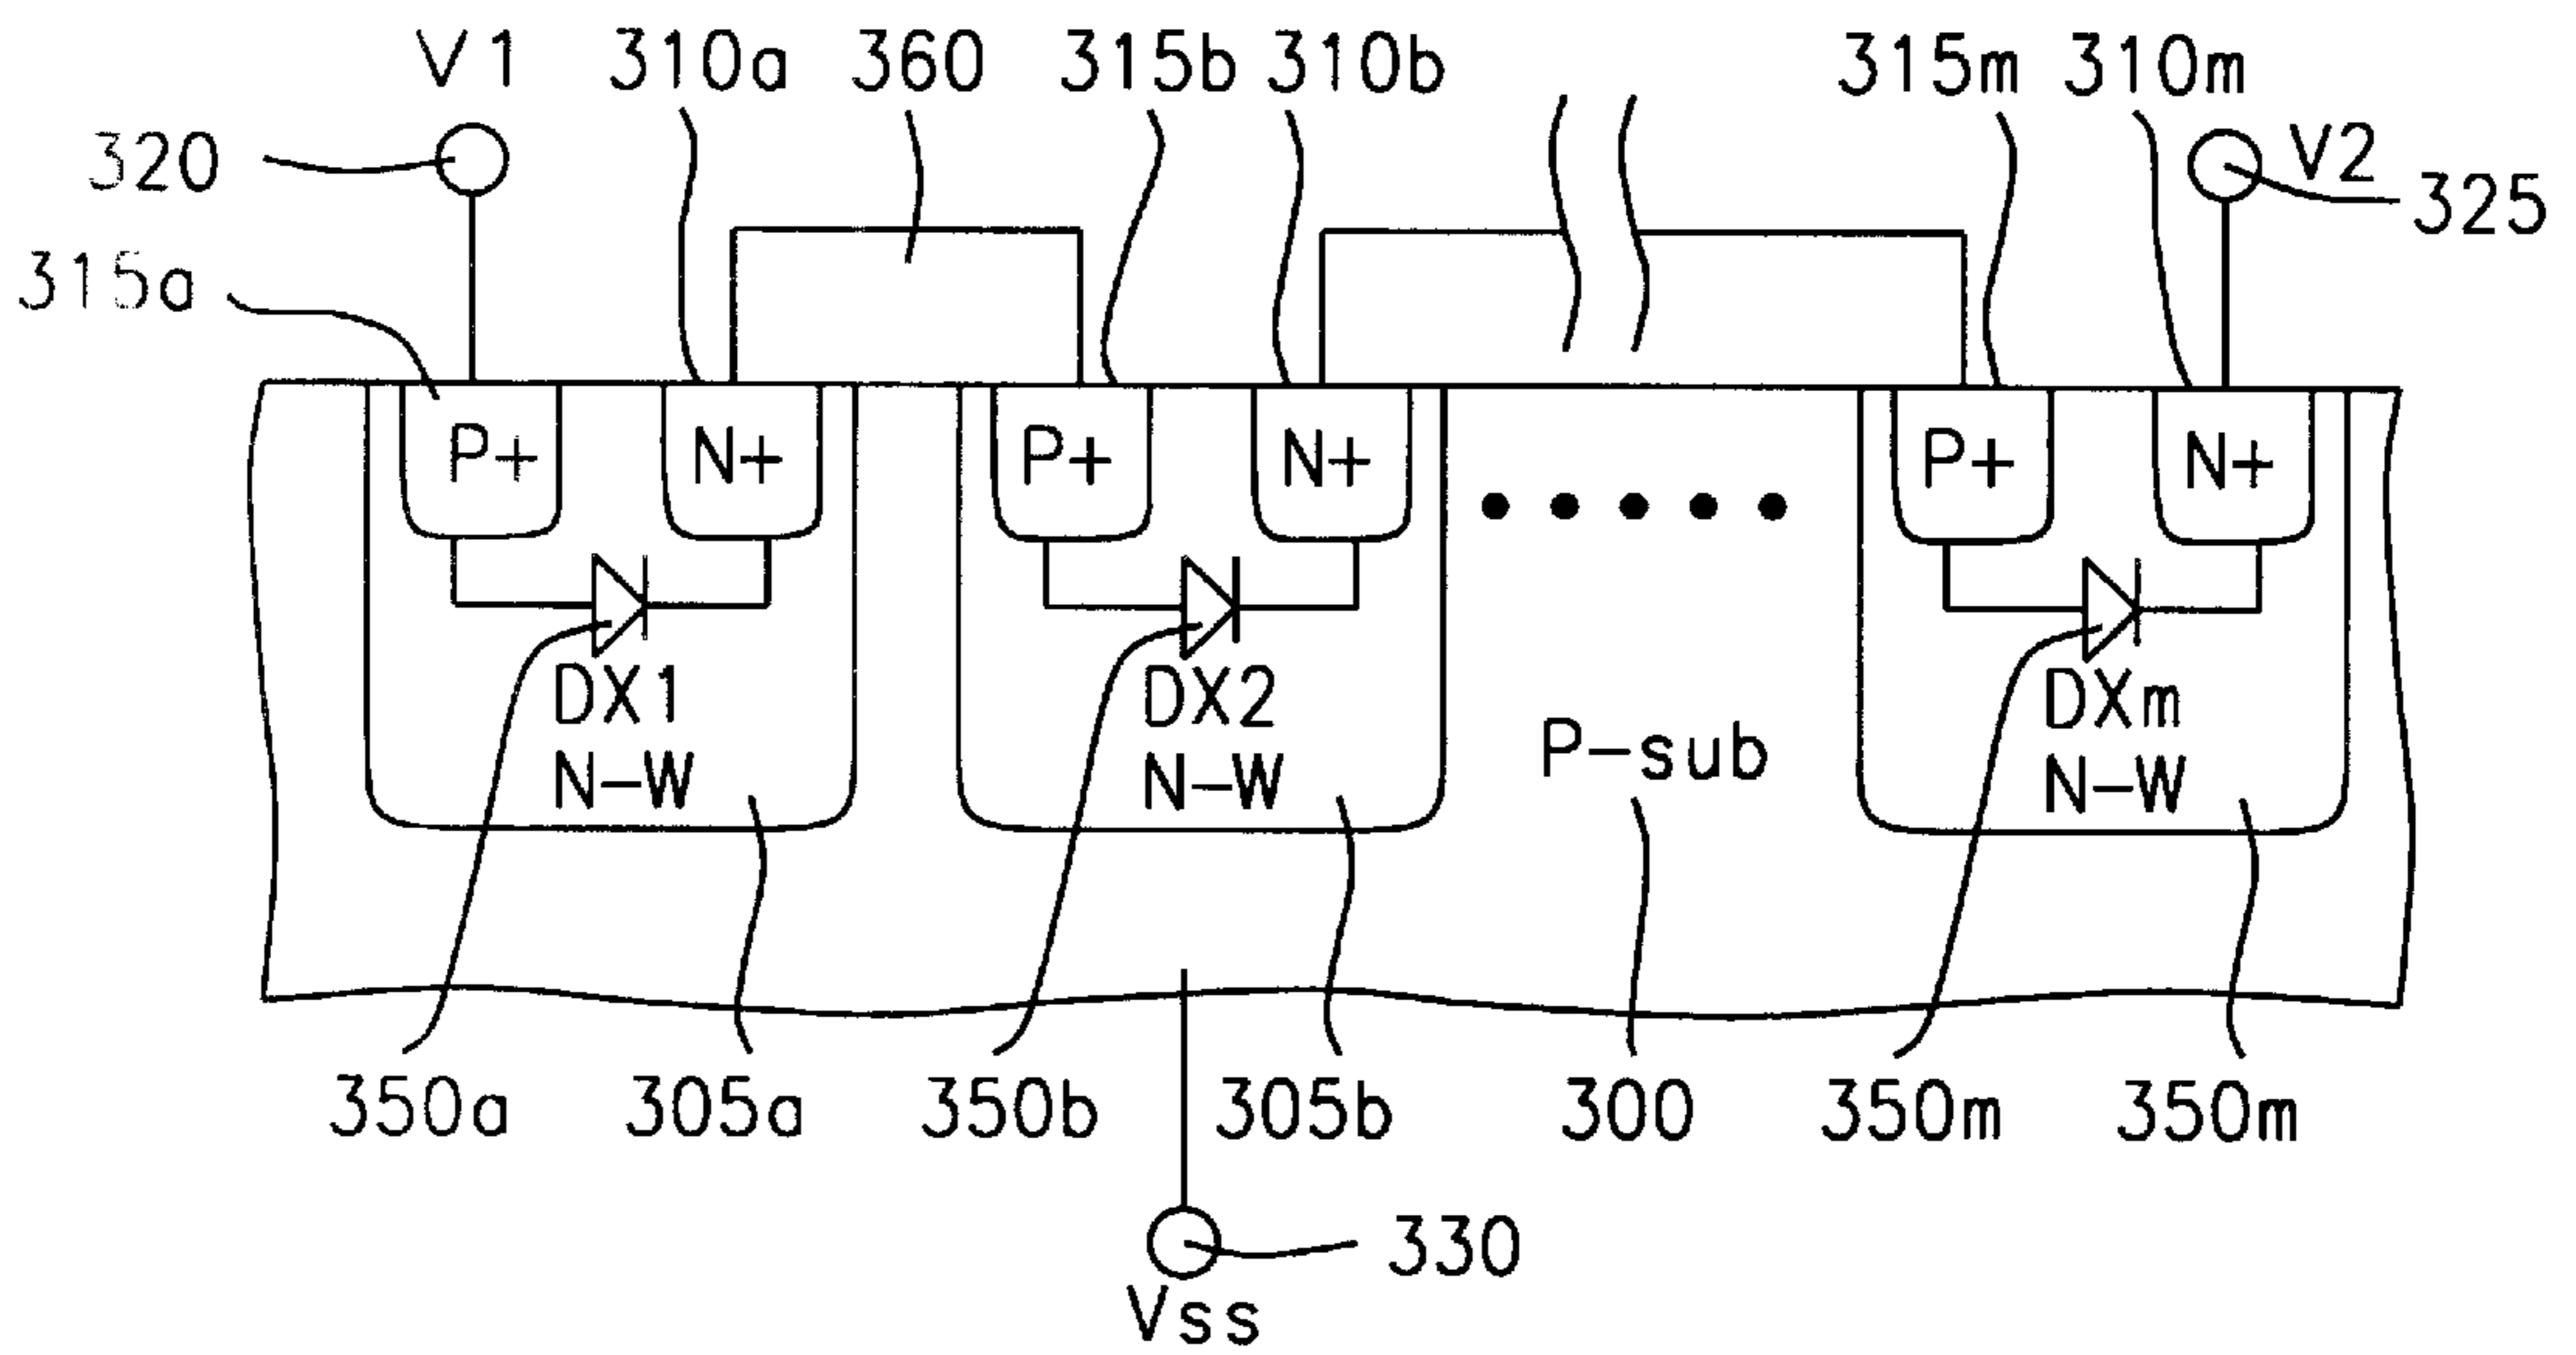 V1 310a 360 315b 310b 315m 310m
320 V2
325
315a
P+ N+ P+ N+ P+ N+
DX1 DX2 DXm
N-W N-W P-sub N-W
350a 305a 350b 305b 300 350m 350m
330
Vss